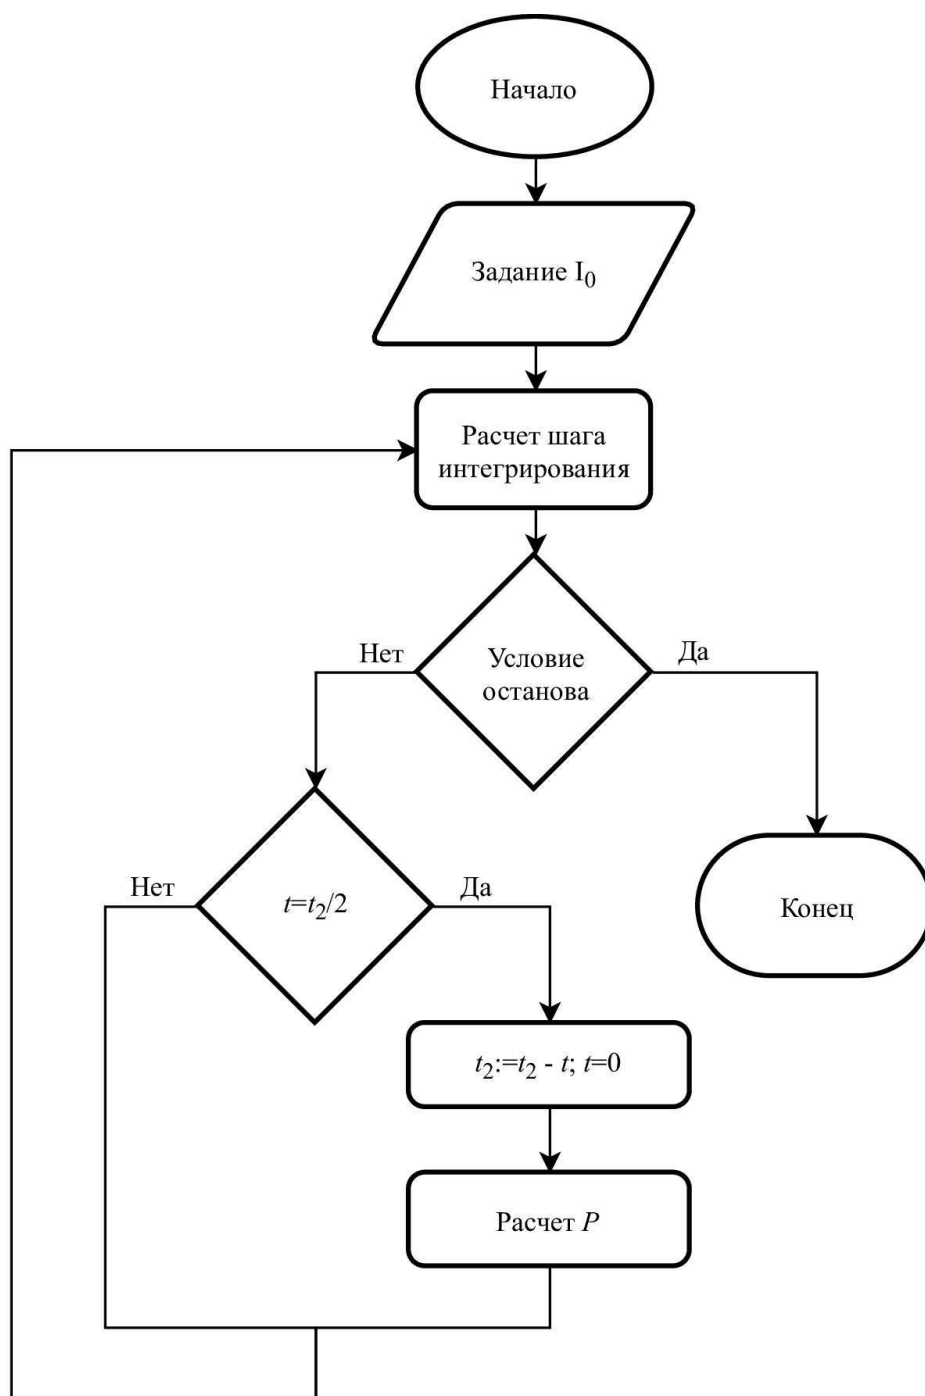 Начало
Задание I₀
Расчет шага
интегрирования
Нет
Условие
останова
Да
Нет
t=t₂/2
Да
Конец
t₂:=t₂ - t; t=0
Расчет P